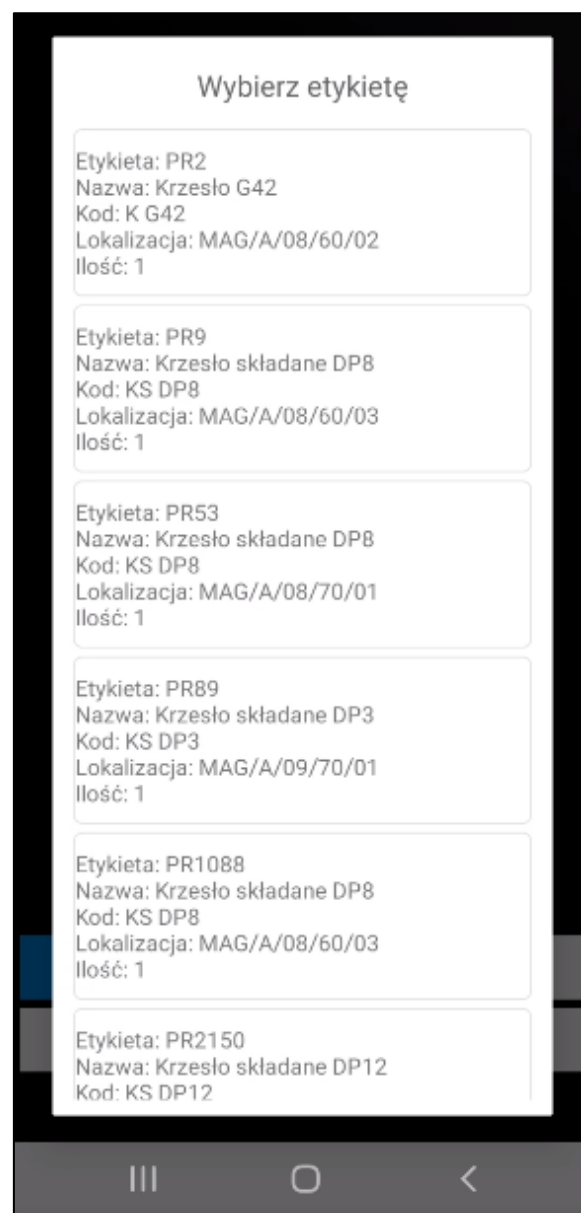 Wybierz etykietę
Etykieta: PR2
Nazwa: Krzesło G42
Kod: K G42
Lokalizacja: MAG/A/08/60/02
Ilość: 1
Etykieta: PR9
Nazwa: Krzesło składane DP8
Kod: KS DP8
Lokalizacja: MAG/A/08/60/03
Ilość: 1
Etykieta: PR53
Nazwa: Krzesło składane DP8
Kod: KS DP8
Lokalizacja: MAG/A/08/70/01
Ilość: 1
Etykieta: PR89
Nazwa: Krzesło składane DP3
Kod: KS DP3
Lokalizacja: MAG/A/09/70/01
Ilość: 1
Etykieta: PR1088
Nazwa: Krzesło składane DP8
Kod: KS DP8
Lokalizacja: MAG/A/08/60/03
Ilość: 1
Etykieta: PR2150
Nazwa: Krzesło składane DP12
Kod: KS DP12